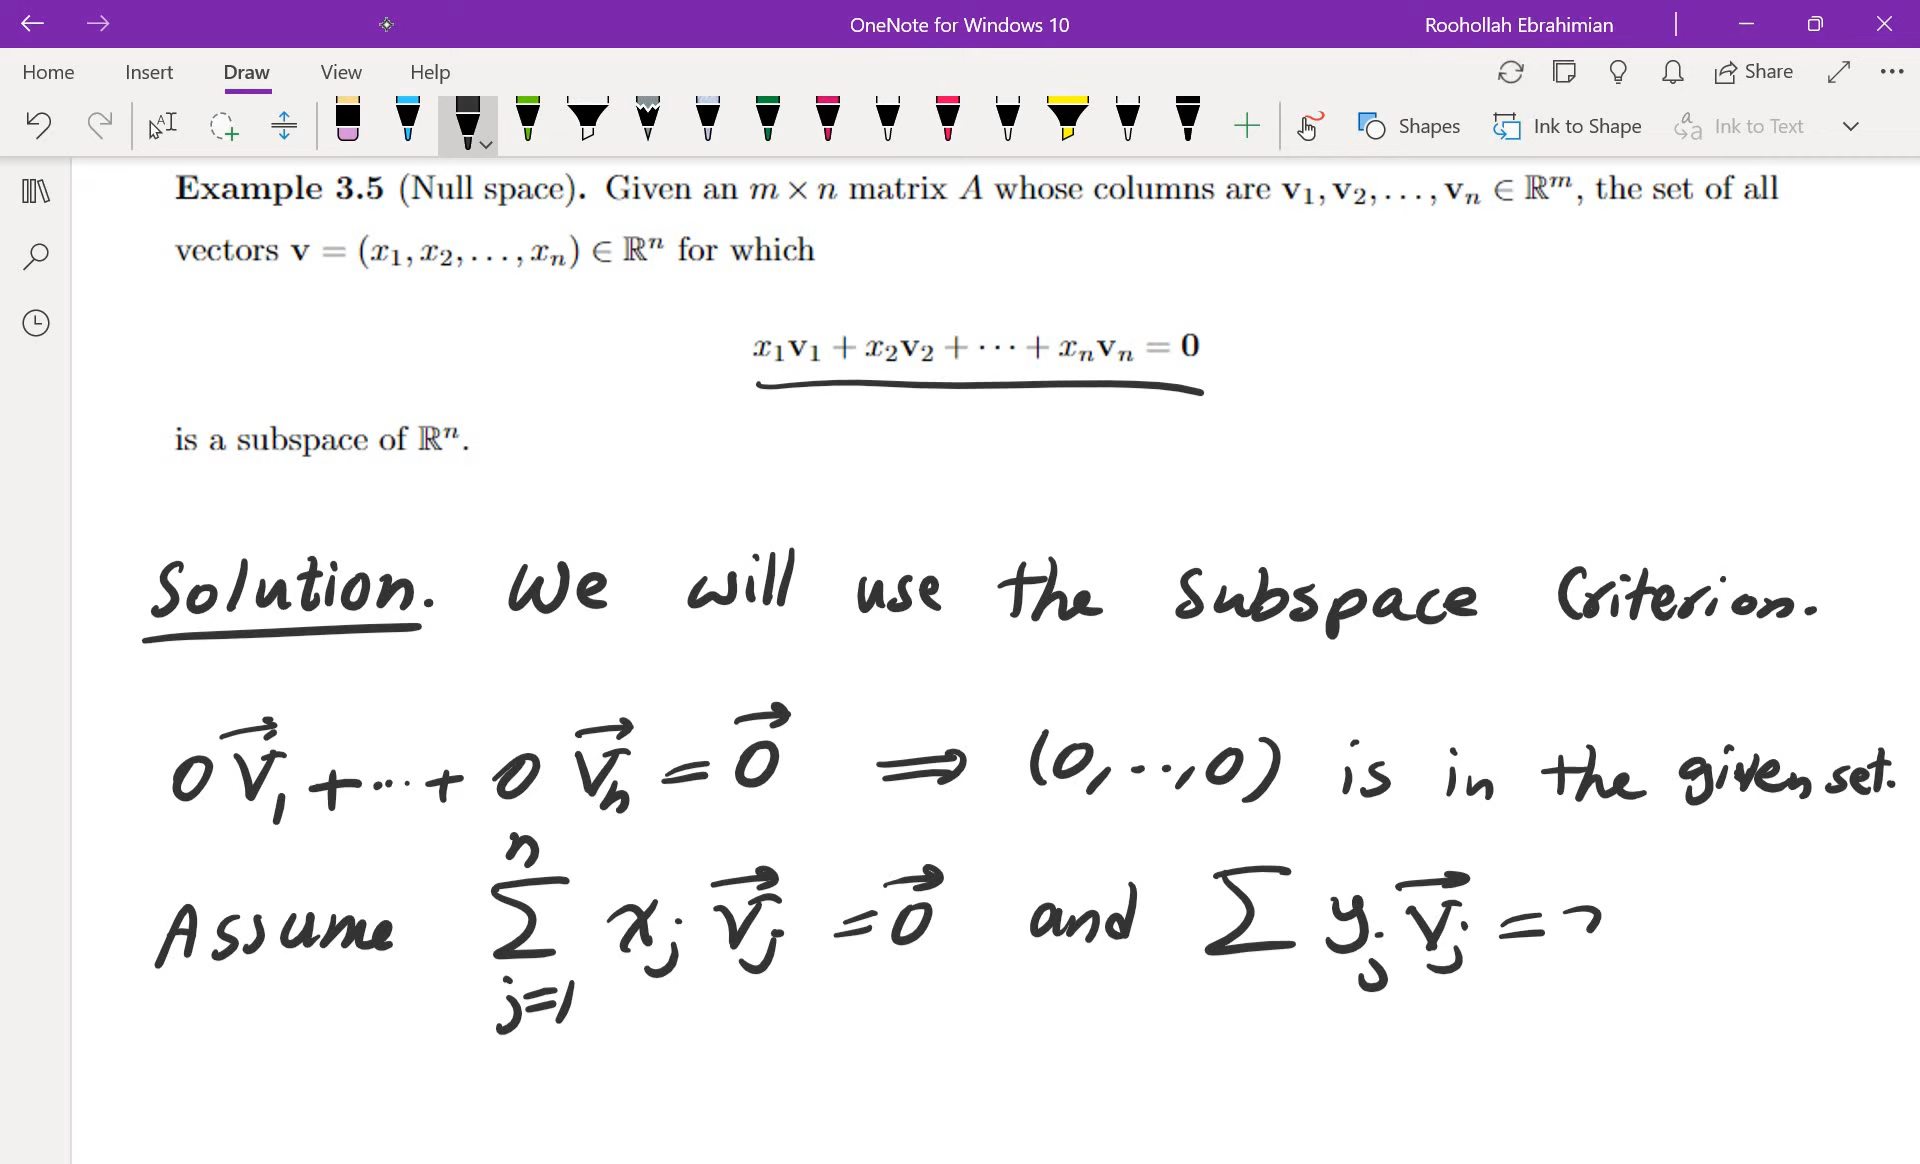 OneNote for Windows 10
Roohollah Ebrahimian
Home Insert Draw View Help
Share
Shapes Ink to Shape Ink to Text
Example 3.5 (Null space). Given an m × n matrix A whose columns are v₁, v₂, . . . , vₙ ∈ ℝᵐ, the set of all
vectors v = (x₁, x₂, . . . , xₙ) ∈ ℝⁿ for which
x₁v₁ + x₂v₂ + · · · + xₙvₙ = 0
is a subspace of ℝⁿ.
Solution. We will use the Subspace Criterion.
0 v⃗₁ + ··· + 0 v⃗ₙ = 0⃗ ⟹ (0, ..., 0) is in the given set.
Assume ∑ⁿⱼ₌₁ xⱼ v⃗ⱼ = 0⃗ and ∑ yⱼ v⃗ⱼ =